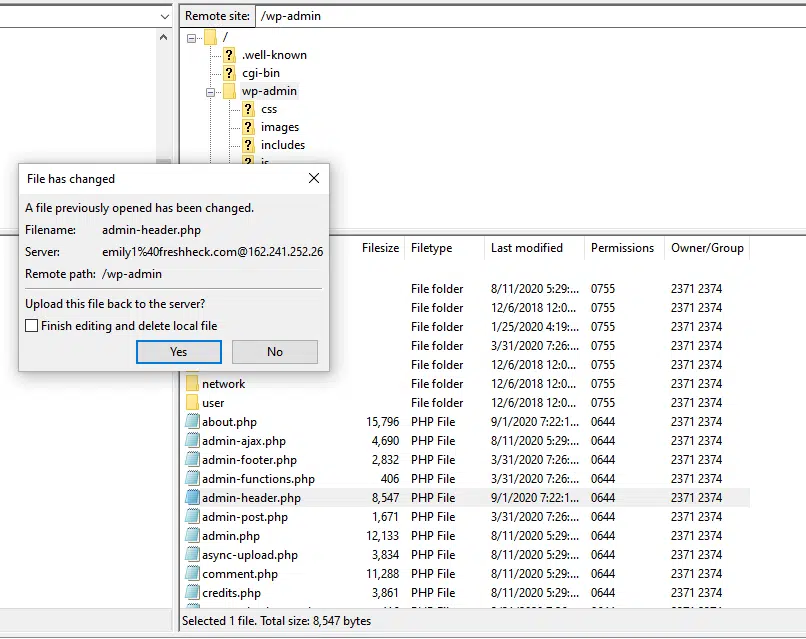 Remote site: /wp-admin
/
.well-known
cgi-bin
wp-admin
css
images
includes
js
File has changed
A file previously opened has been changed.
Filename: admin-header.php
Server: emily1%40freshheck.com@162.241.252.26
Remote path: /wp-admin
Upload this file back to the server?
Finish editing and delete local file
Yes No
Filesize Filetype Last modified Permissions Owner/Group
File folder 8/11/2020 5:29:... 0755 2371 2374
File folder 12/6/2018 12:0... 0755 2371 2374
File folder 1/25/2020 4:19:... 0755 2371 2374
File folder 3/31/2020 7:26:... 0755 2371 2374
File folder 12/6/2018 12:0... 0755 2371 2374
network File folder 12/6/2018 12:0... 0755 2371 2374
user File folder 12/6/2018 12:0... 0755 2371 2374
about.php 15,796 PHP File 9/1/2020 7:22:1... 0644 2371 2374
admin-ajax.php 4,690 PHP File 8/11/2020 5:29:... 0644 2371 2374
admin-footer.php 2,832 PHP File 3/31/2020 7:26:... 0644 2371 2374
admin-functions.php 406 PHP File 3/31/2020 7:26:... 0644 2371 2374
admin-header.php 8,547 PHP File 9/1/2020 7:22:1... 0644 2371 2374
admin-post.php 1,671 PHP File 3/31/2020 7:26:... 0644 2371 2374
admin.php 12,133 PHP File 8/11/2020 5:29:... 0644 2371 2374
async-upload.php 3,834 PHP File 8/11/2020 5:29:... 0644 2371 2374
comment.php 11,288 PHP File 8/11/2020 5:29:... 0644 2371 2374
credits.php 3,861 PHP File 8/11/2020 5:29:... 0644 2371 2374
Selected 1 file. Total size: 8,547 bytes